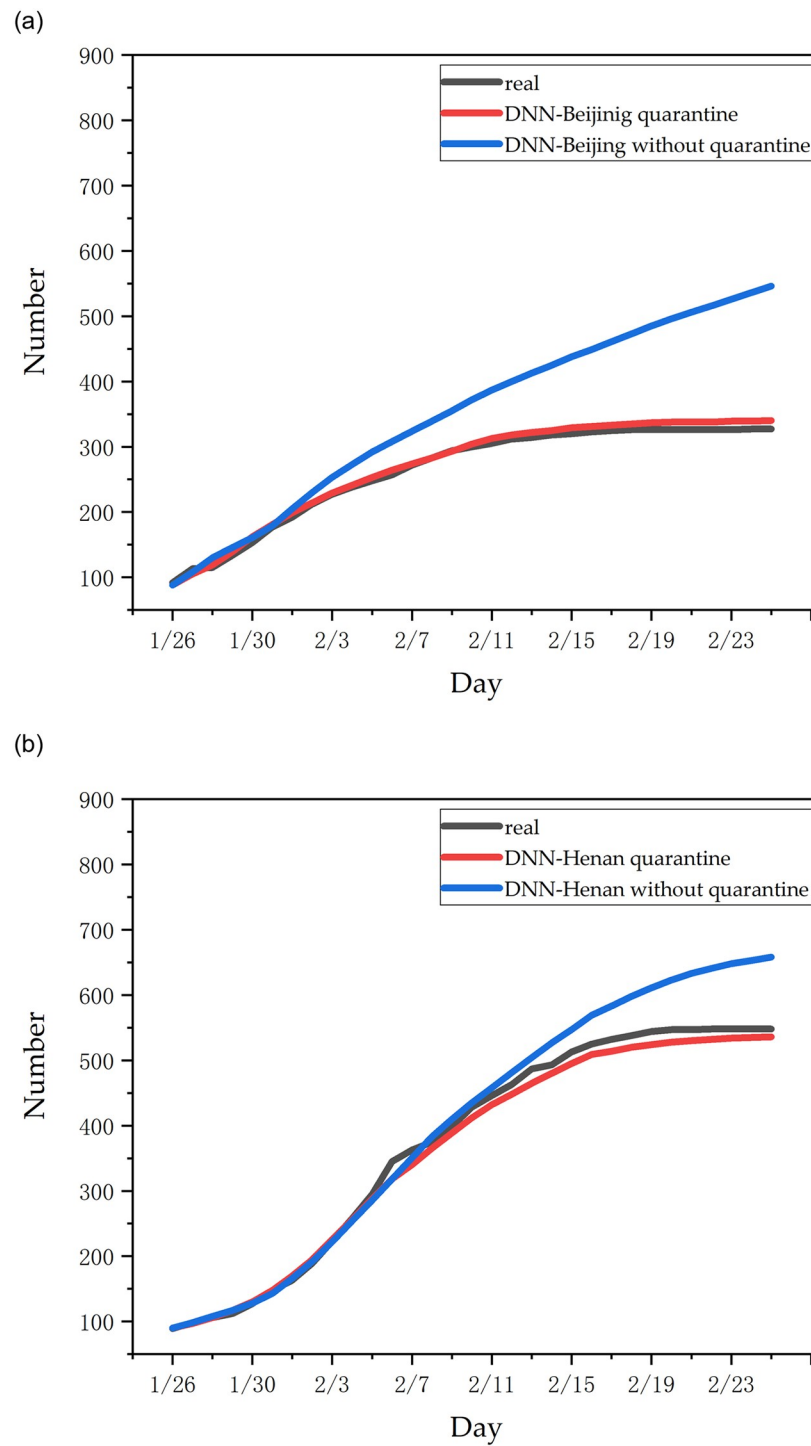 (a)
900
800
700
600
500
400
300
200
100
Number
real
DNN-Beijinig quarantine
DNN-Beijing without quarantine
1/26 1/30 2/3 2/7 2/11 2/15 2/19 2/23
Day
(b)
900
800
700
600
500
400
300
200
100
Number
real
DNN-Henan quarantine
DNN-Henan without quarantine
1/26 1/30 2/3 2/7 2/11 2/15 2/19 2/23
Day